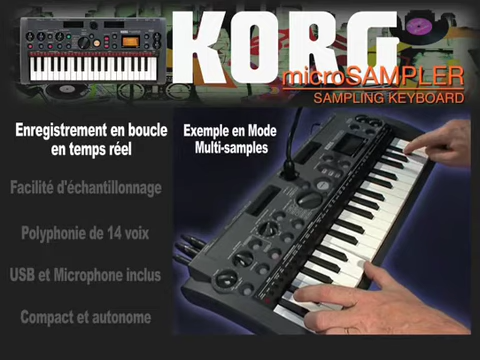 KORG
microSAMPLER
SAMPLING KEYBOARD
Enregistrement en boucle
en temps réel
Facilité d'échantillonnage
Polyphonie de 14 voix
USB et Microphone inclus
Compact et autonome
Exemple en Mode
Multi-samples